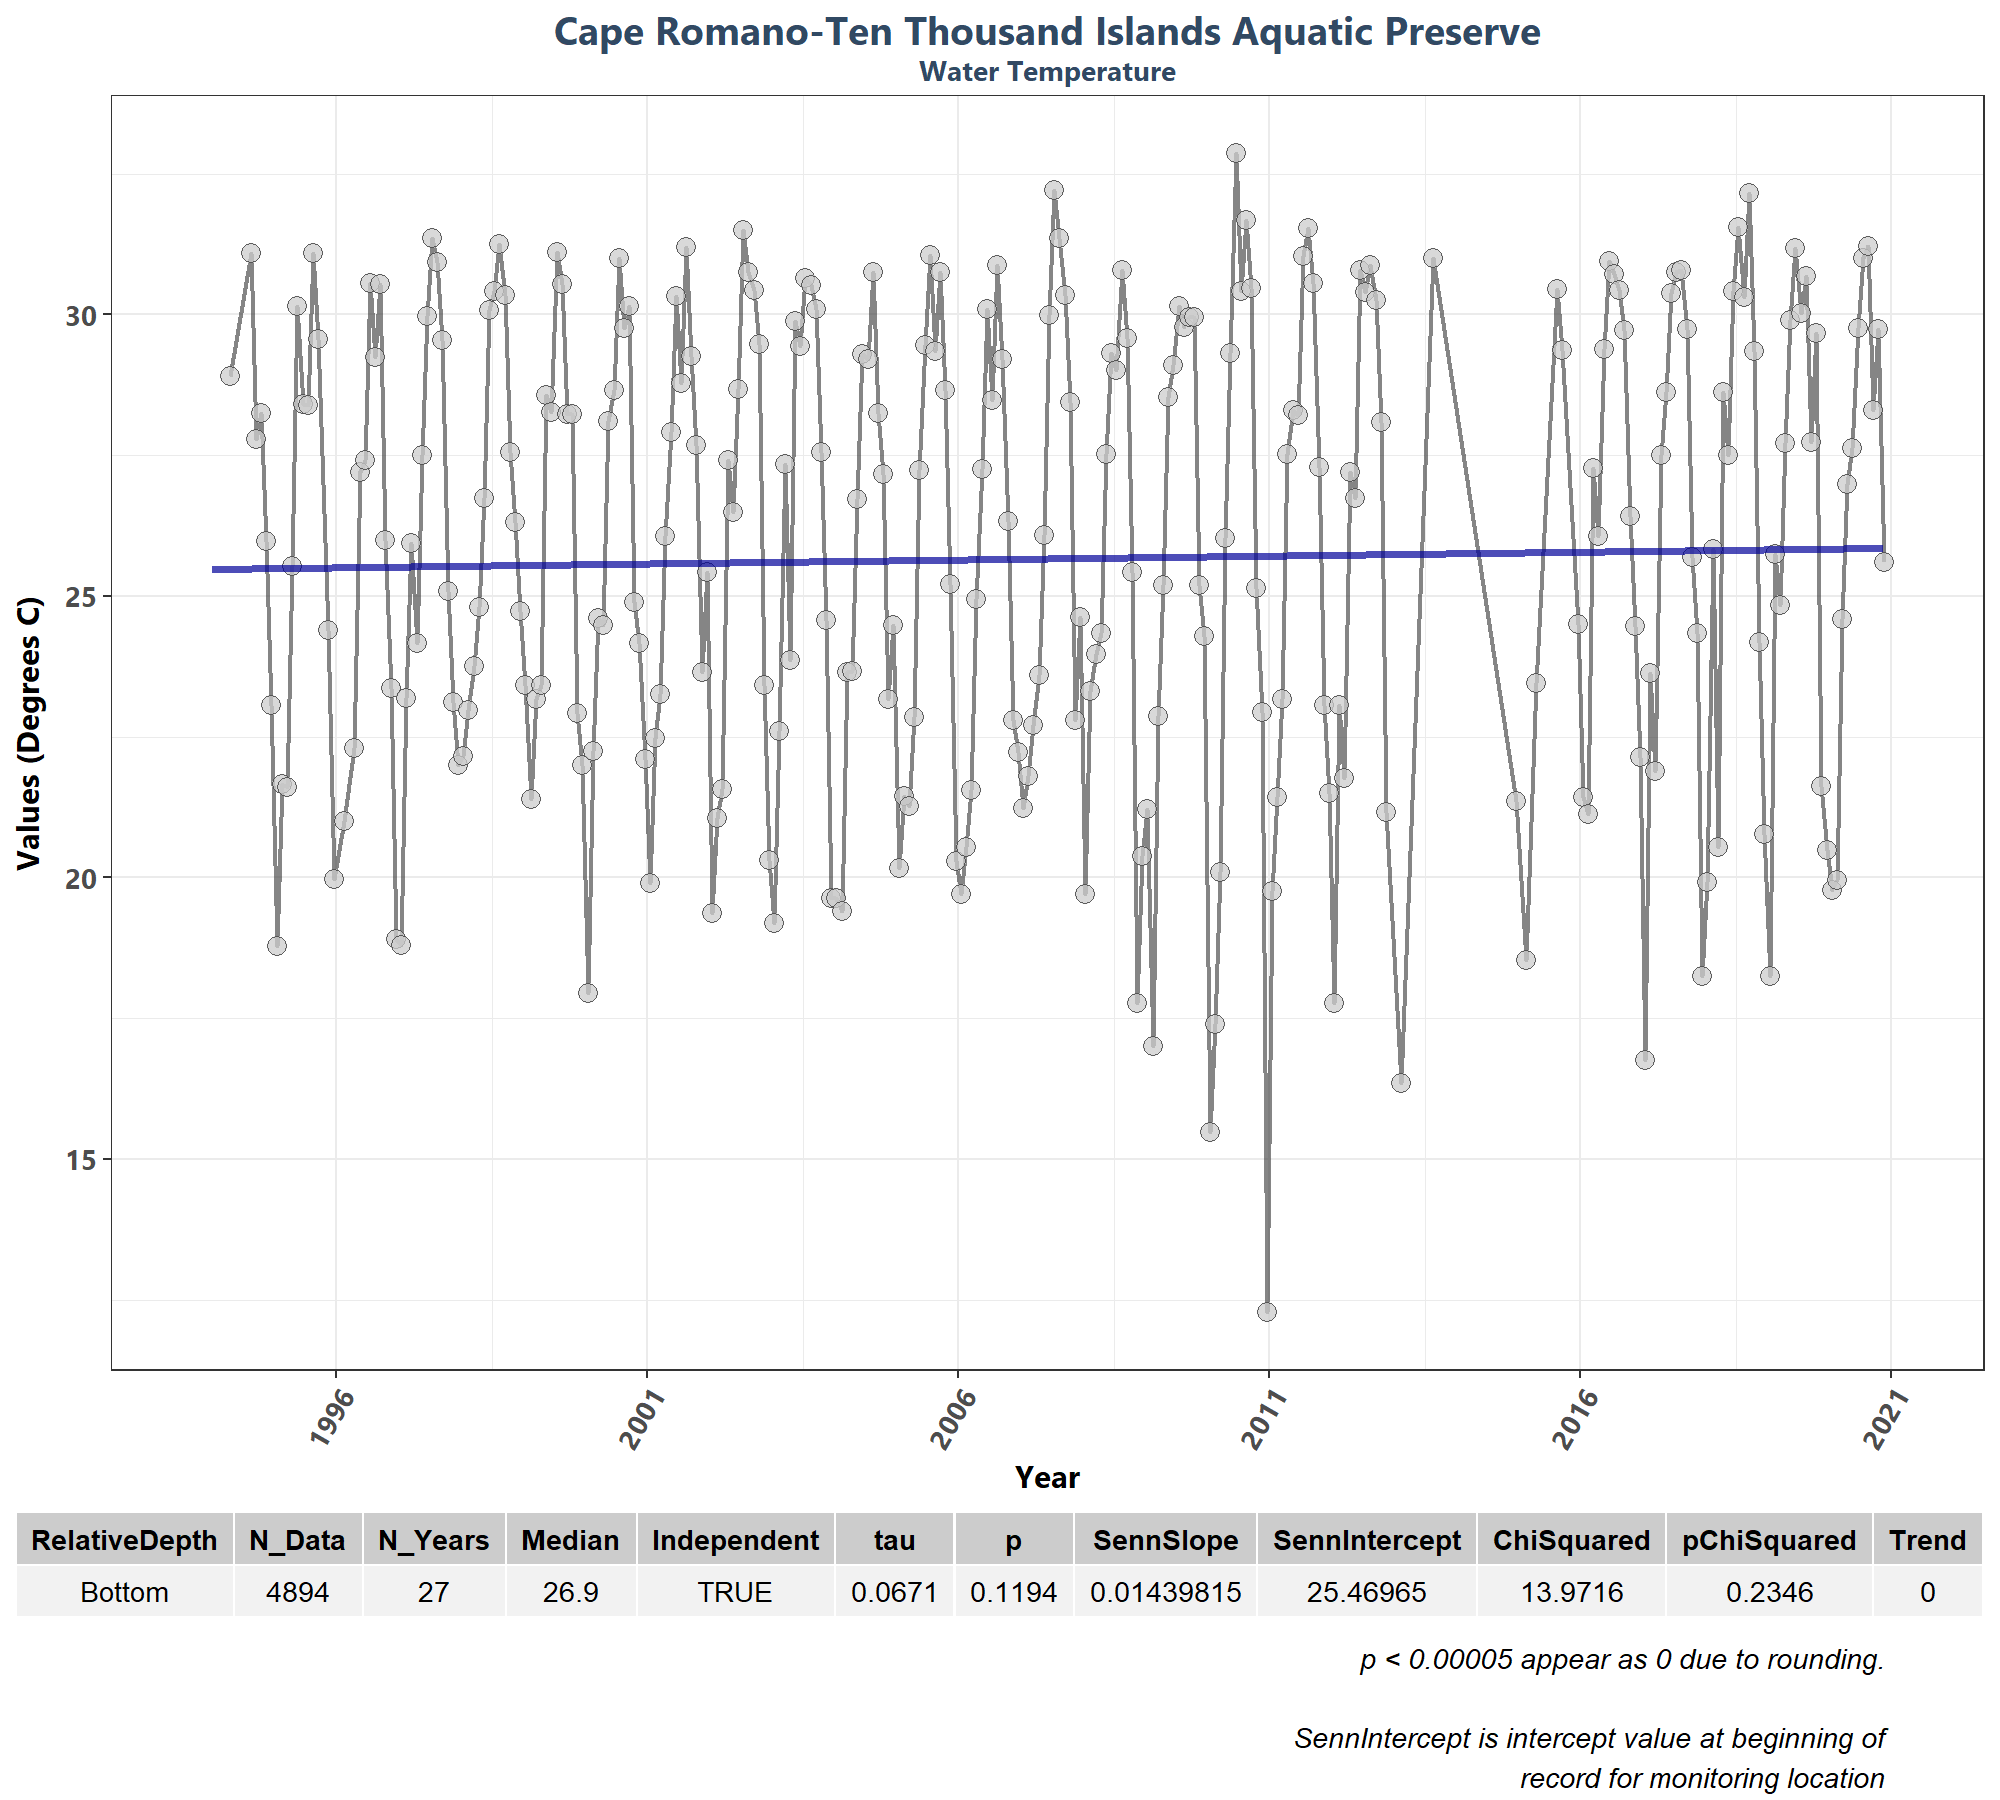 Cape Romano-Ten Thousand Islands Aquatic Preserve
Water Temperature
Values (Degrees C)
30
25
20
15
1996
2001
2006
2011
2016
2021
Year
RelativeDepth N_Data N_Years Median Independent tau p SennSlope SennIntercept ChiSquared pChiSquared Trend
Bottom 4894 27 26.9 TRUE 0.0671 0.1194 0.01439815 25.46965 13.9716 0.2346 0
p < 0.00005 appear as 0 due to rounding.
SennIntercept is intercept value at beginning of
record for monitoring location